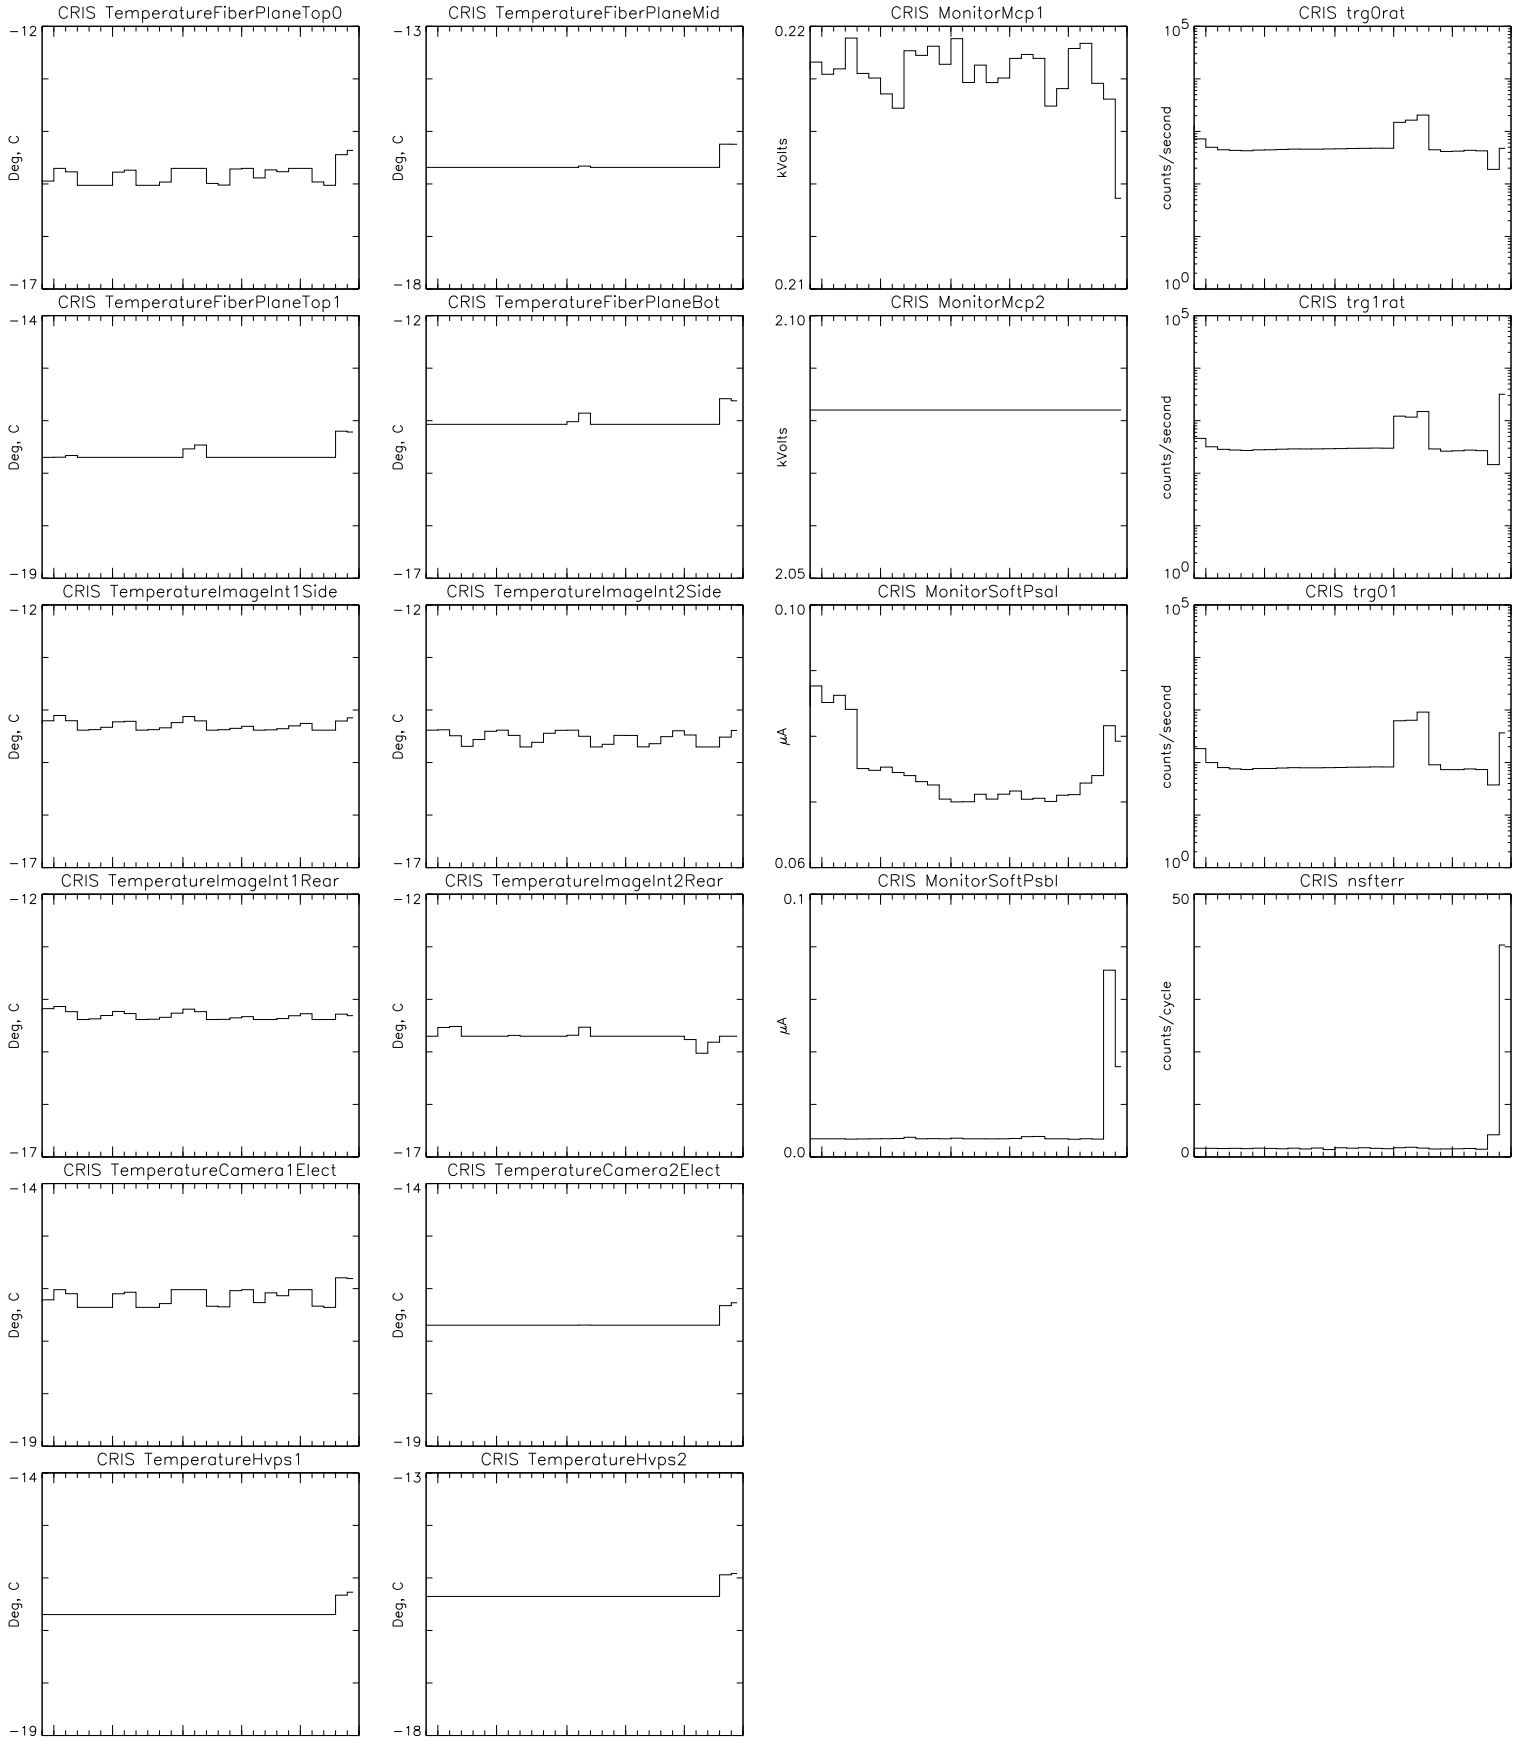 CRIS TemperatureFiberPlaneTop0
-12
Deg, C
-17
CRIS TemperatureFiberPlaneMid
-13
Deg, C
-18
CRIS MonitorMcp1
0.22
kVolts
0.21
CRIS trg0rat
10^5
counts/second
10^0
CRIS TemperatureFiberPlaneTop1
-14
Deg, C
-19
CRIS TemperatureFiberPlaneBot
-12
Deg, C
-17
CRIS MonitorMcp2
2.10
kVolts
2.05
CRIS trg1rat
10^5
counts/second
10^0
CRIS TemperatureImageInt1Side
-12
Deg, C
-17
CRIS TemperatureImageInt2Side
-12
Deg, C
-17
CRIS MonitorSoftPsaI
0.10
μA
0.06
CRIS trg01
10^5
counts/second
10^0
CRIS TemperatureImageInt1Rear
-12
Deg, C
-17
CRIS TemperatureImageInt2Rear
-12
Deg, C
-17
CRIS MonitorSoftPsbI
0.1
μA
0.0
CRIS nsfterr
50
counts/cycle
0
CRIS TemperatureCamera1Elect
-14
Deg, C
-19
CRIS TemperatureCamera2Elect
-14
Deg, C
-19
CRIS TemperatureHvps1
-14
Deg, C
-19
CRIS TemperatureHvps2
-13
Deg, C
-18